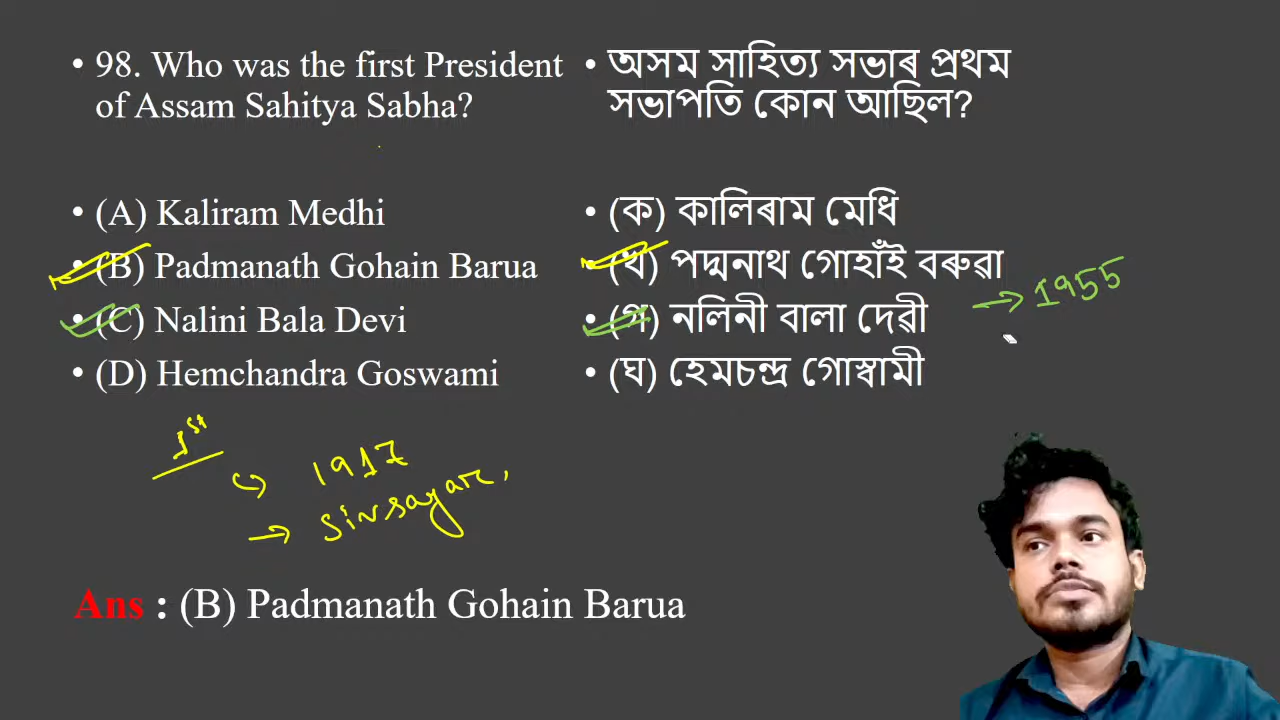 98. Who was the first President
of Assam Sahitya Sabha?
(A) Kaliram Medhi
(B) Padmanath Gohain Barua
(C) Nalini Bala Devi
(D) Hemchandra Goswami
অসম সাহিত্য সভাৰ প্ৰথম
সভাপতি কোন আছিল?
(ক) কালিৰাম মেধি
(খ) পদ্মনাথ গোহাঁই বৰুৱা
(গ) নলিনী বালা দেৱী
(ঘ) হেমচন্দ্ৰ গোস্বামী
→ 1955
1st
1917
→ Sivsagar,
Ans : (B) Padmanath Gohain Barua